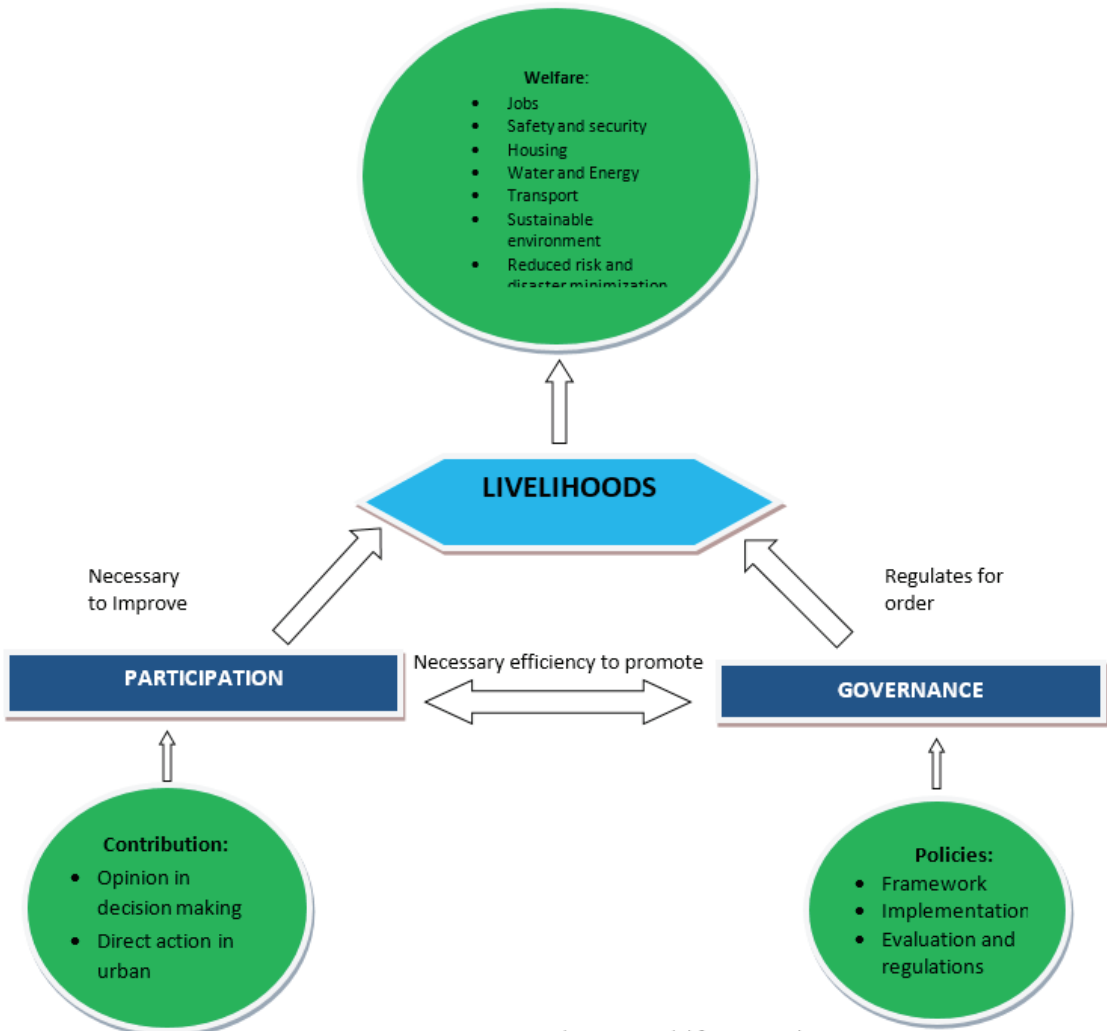 Welfare:
• Jobs
• Safety and security
• Housing
• Water and Energy
• Transport
• Sustainable
environment
• Reduced risk and
disaster minimization
LIVELIHOODS
Necessary
to Improve
Regulates for
order
PARTICIPATION
Necessary efficiency to promote
GOVERNANCE
Contribution:
• Opinion in
decision making
• Direct action in
urban
Policies:
• Framework
• Implementation
• Evaluation and
regulations